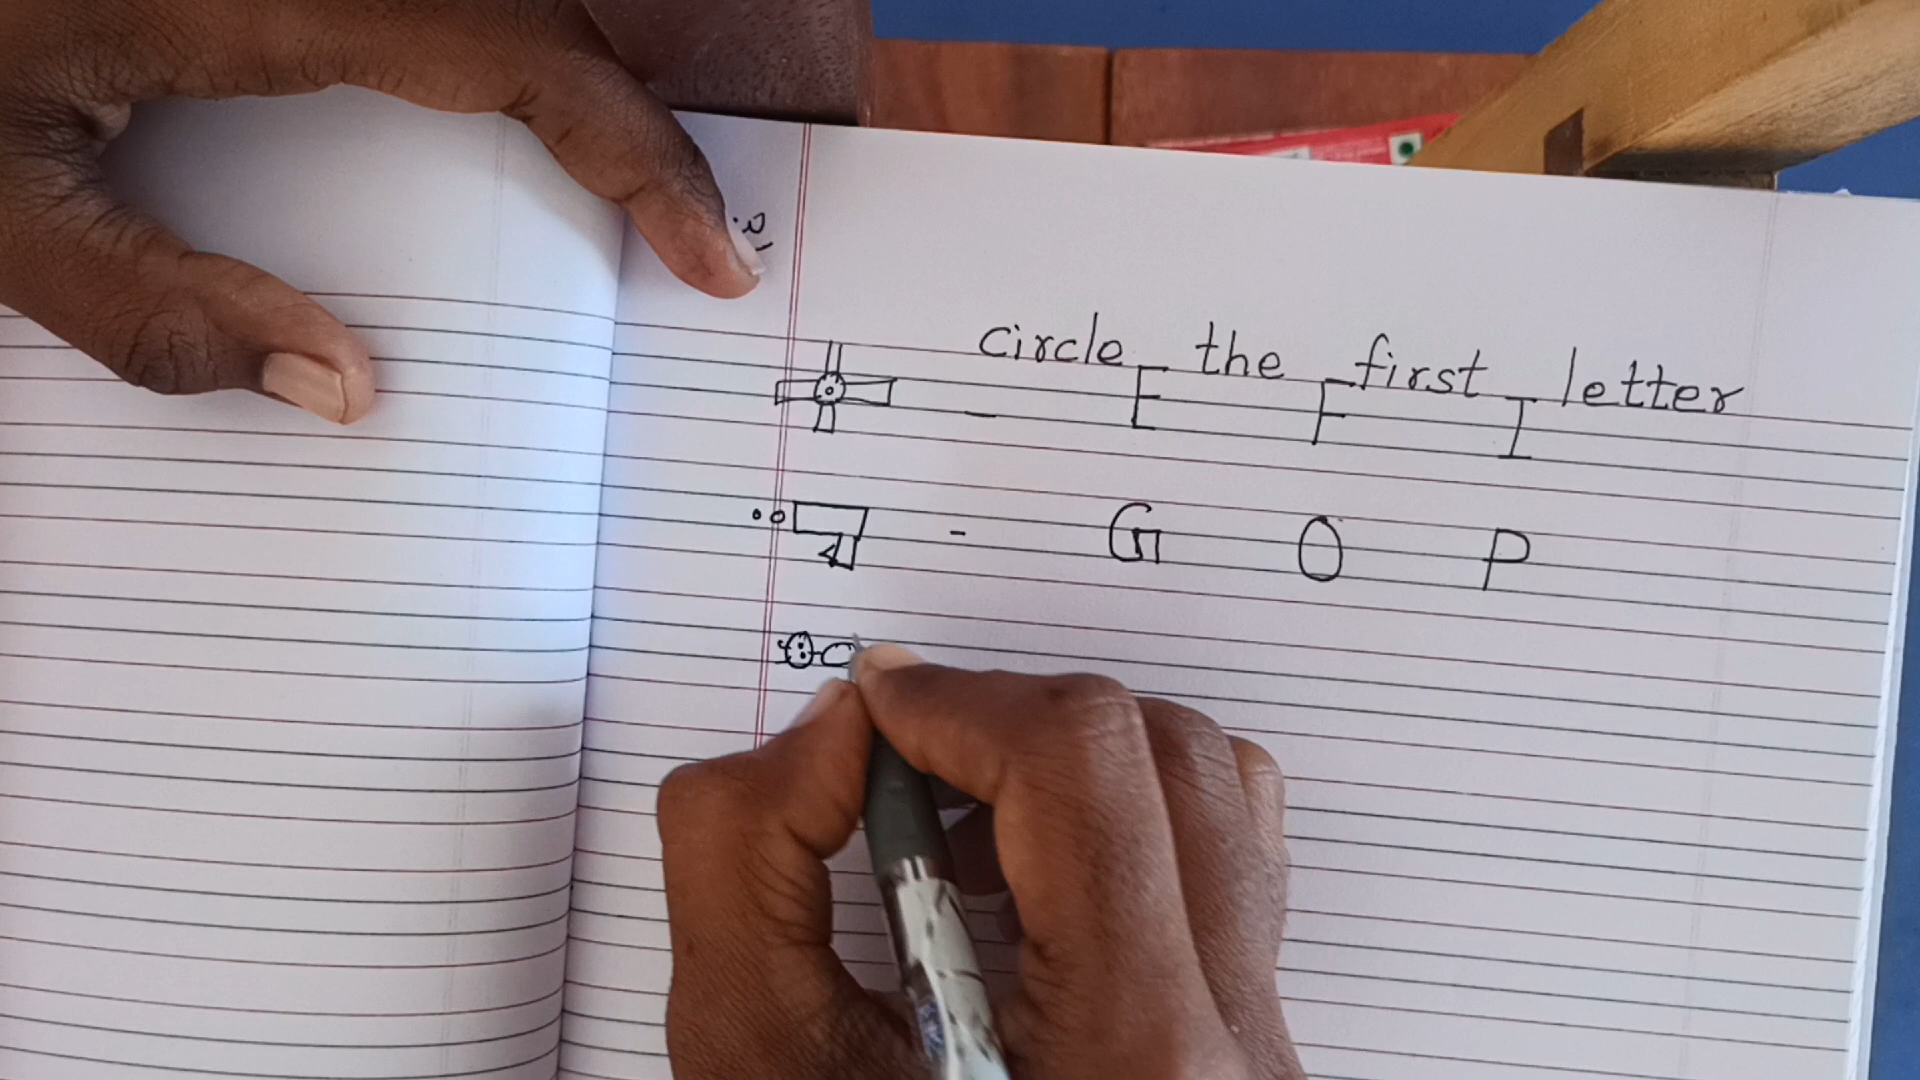 circle the first letter
- E F I
- G O P